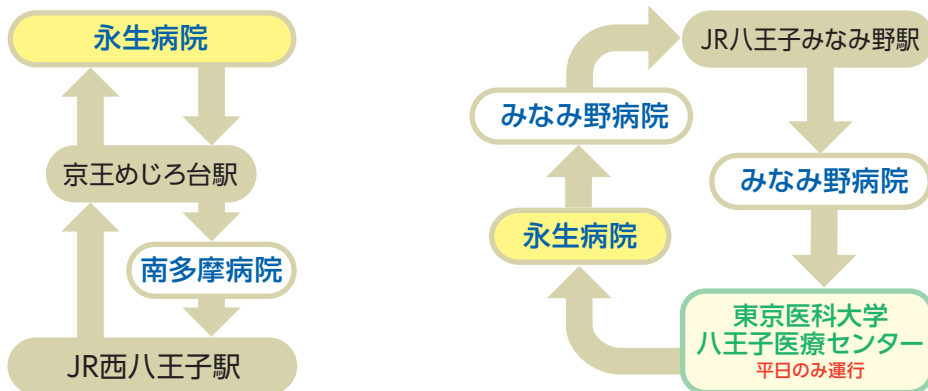 永生病院
京王めじろ台駅
南多摩病院
JR西八王子駅
JR八王子みなみ野駅
みなみ野病院
みなみ野病院
永生病院
東京医科大学
八王子医療センター
平日のみ運行